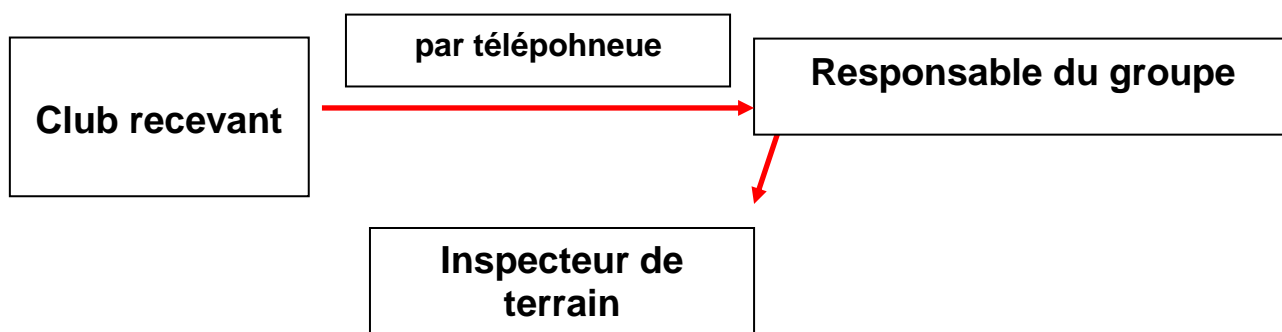 par télépohneue
Responsable du groupe
Club recevant
Inspecteur de
terrain